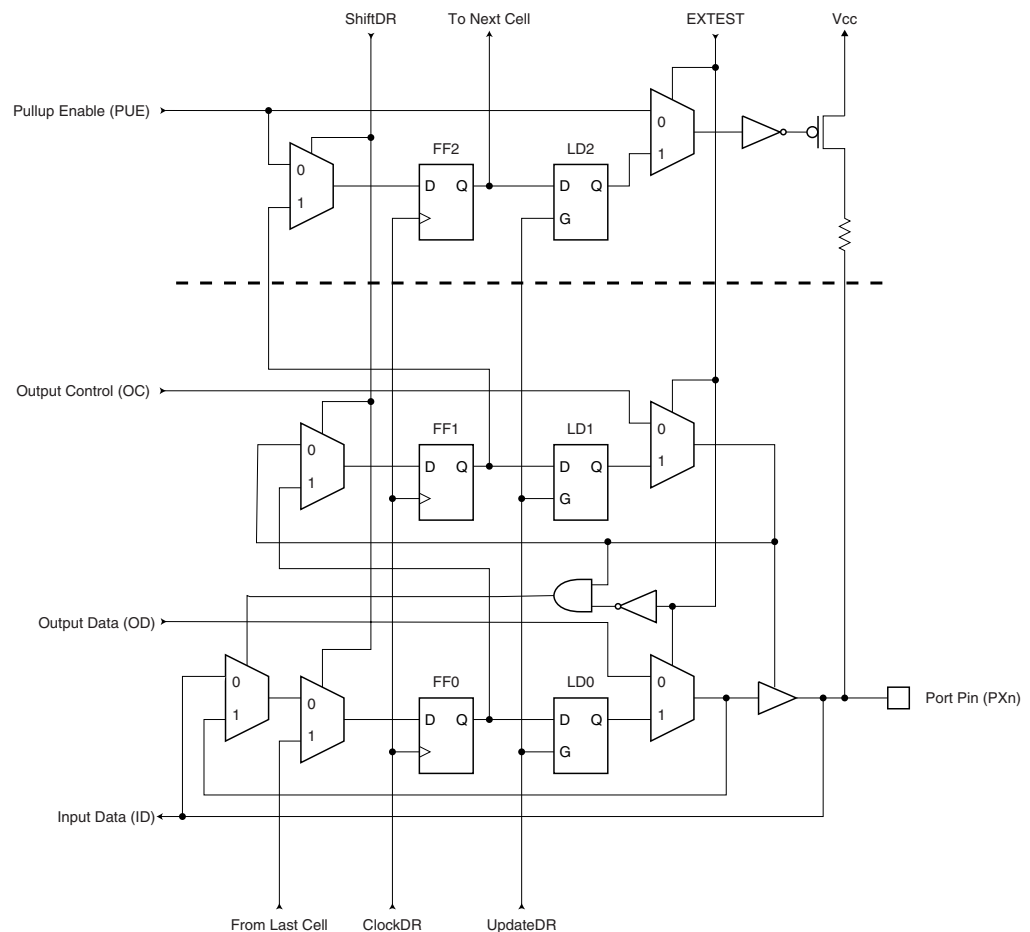 ShiftDR To Next Cell EXTEST Vcc
Pullup Enable (PUE)
0
1
FF2
D Q
LD2
D Q
G
0
1
Output Control (OC)
0
1
FF1
D Q
LD1
D Q
G
0
1
Output Data (OD)
0
1
0
1
FF0
D Q
LD0
D Q
G
0
1
Port Pin (PXn)
Input Data (ID)
From Last Cell ClockDR UpdateDR